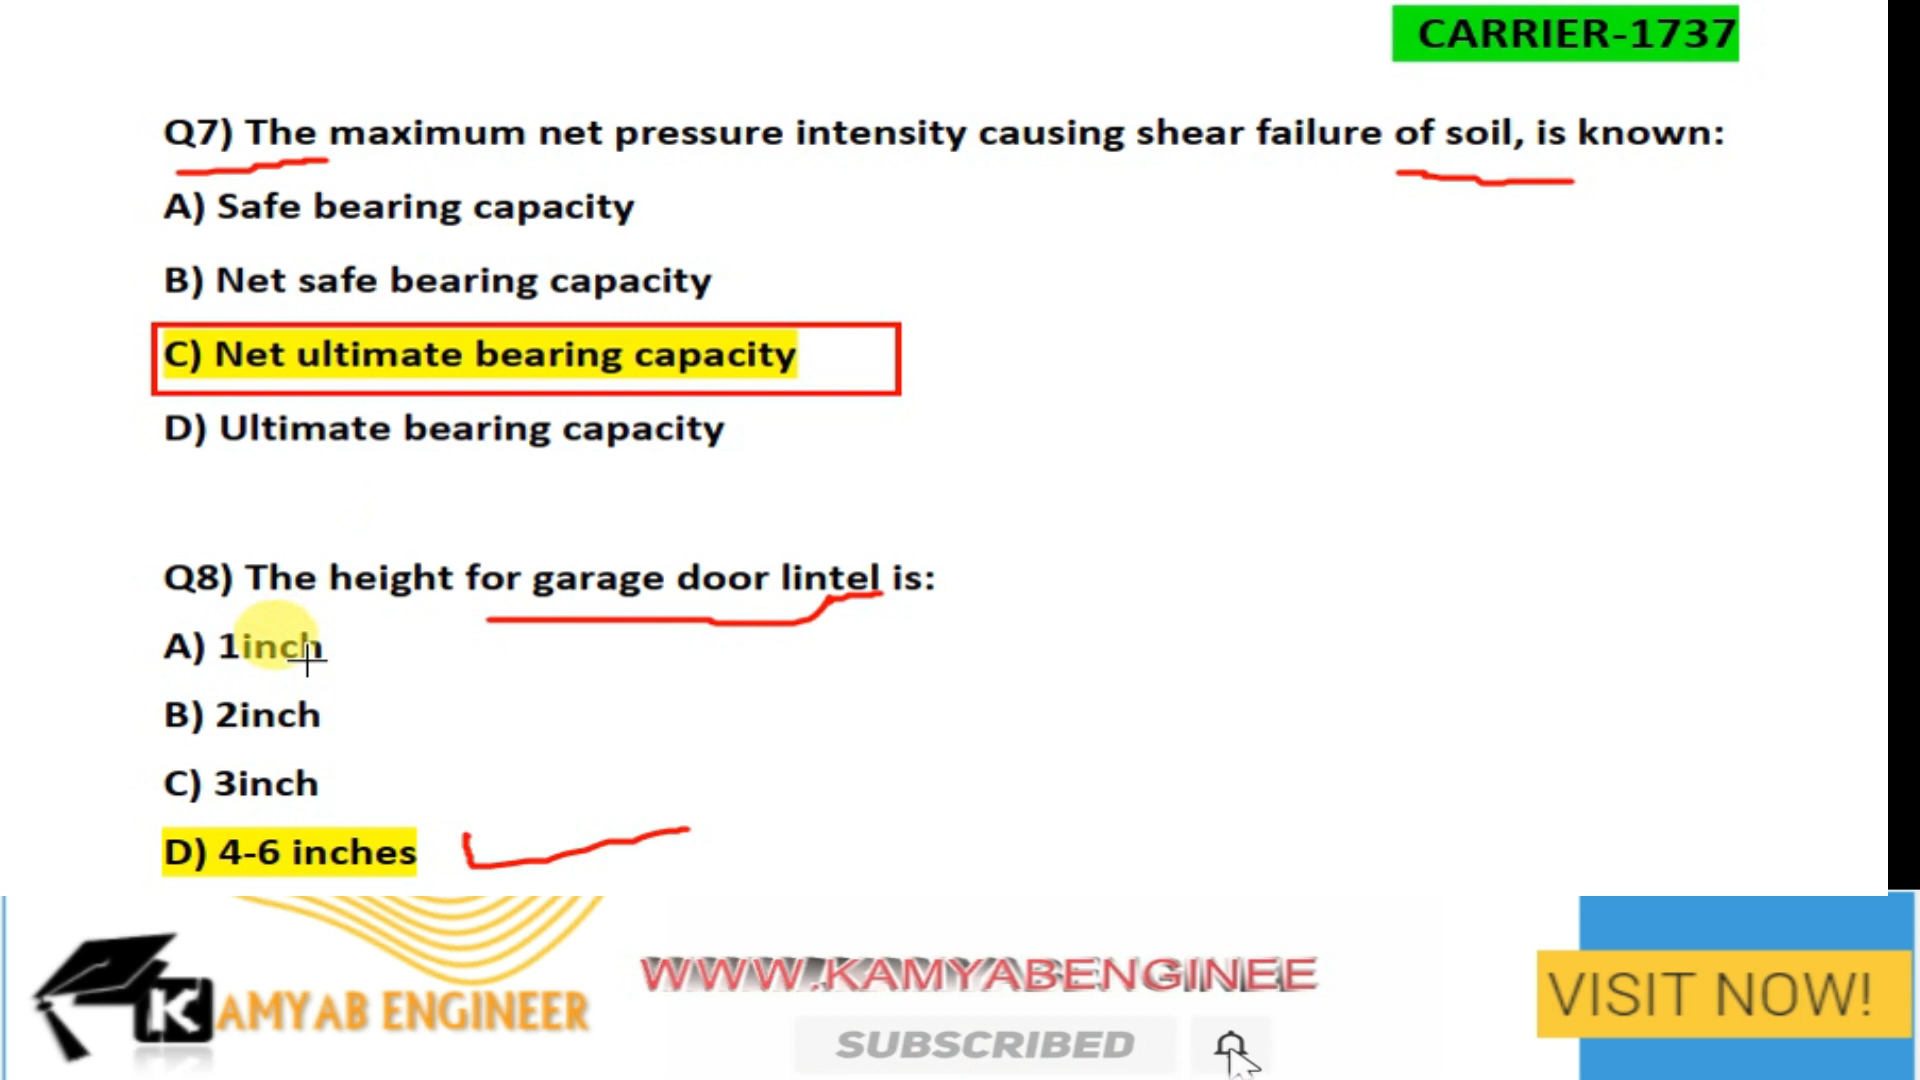 CARRIER-1737
Q7) The maximum net pressure intensity causing shear failure of soil, is known:
A) Safe bearing capacity
B) Net safe bearing capacity
C) Net ultimate bearing capacity
D) Ultimate bearing capacity
Q8) The height for garage door lintel is:
A) 1inch
B) 2inch
C) 3inch
D) 4-6 inches
KAMYAB ENGINEER
WWW.KAMYABENGINEE
SUBSCRIBED
VISIT NOW!